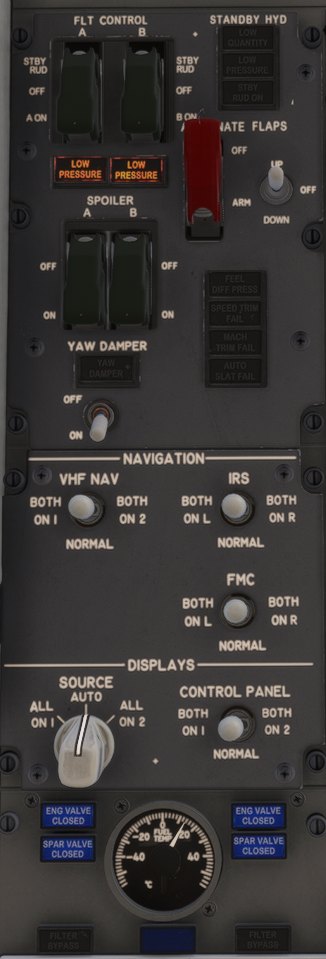 FLT CONTROL
A B
STBY RUD
OFF
A ON
STBY RUD
OFF
B ON
STANDBY HYD
LOW QUANTITY
LOW PRESSURE
STBY RUD ON
LOW PRESSURE
LOW PRESSURE
NATE FLAPS
OFF
ARM
UP
OFF
DOWN
SPOILER
A B
OFF
ON
OFF
ON
FEEL DIFF PRESS
SPEED TRIM FAIL
MACH TRIM FAIL
AUTO SLAT FAIL
YAW DAMPER
YAW DAMPER
OFF
ON
NAVIGATION
VHF NAV
BOTH ON 1
BOTH ON 2
NORMAL
IRS
BOTH ON L
BOTH ON R
NORMAL
FMC
BOTH ON L
BOTH ON R
NORMAL
DISPLAYS
SOURCE
AUTO
ALL ON 1
ALL ON 2
CONTROL PANEL
BOTH ON 1
BOTH ON 2
NORMAL
ENG VALVE CLOSED
SPAR VALVE CLOSED
ENG VALVE CLOSED
SPAR VALVE CLOSED
0
-20 20
FUEL TEMP
-40 40
°C
FILTER BYPASS
FILTER BYPASS